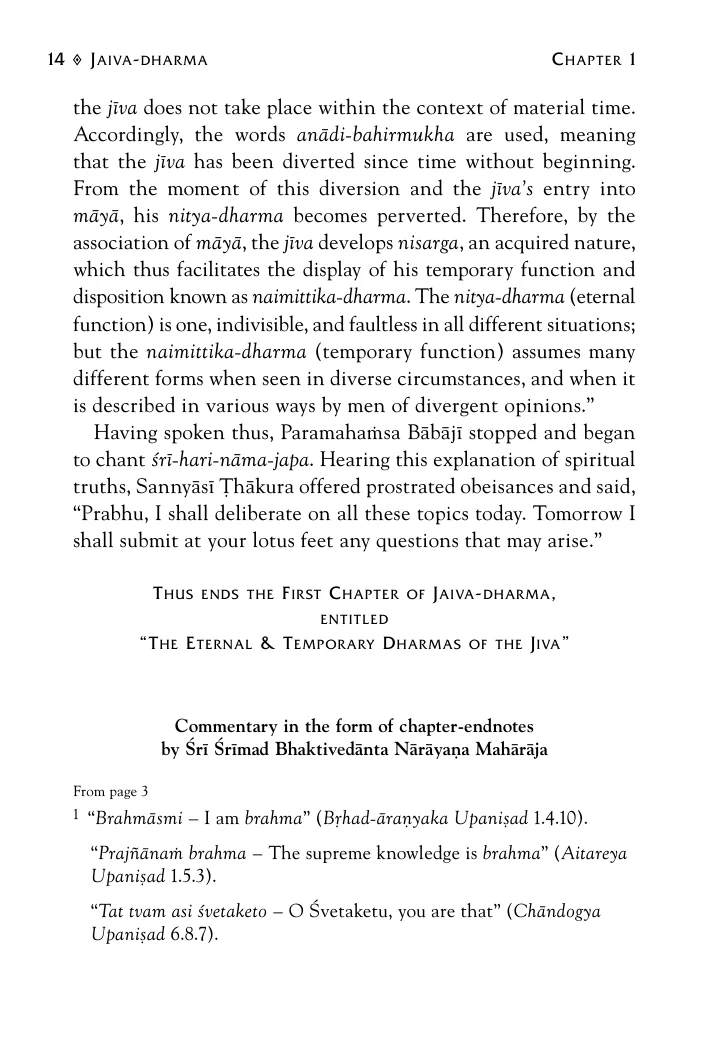 14 ◊ Jaiva-dharma Chapter 1
the jīva does not take place within the context of material time.
Accordingly, the words anādi-bahirmukha are used, meaning
that the jīva has been diverted since time without beginning.
From the moment of this diversion and the jīva’s entry into
māyā, his nitya-dharma becomes perverted. Therefore, by the
association of māyā, the jīva develops nisarga, an acquired nature,
which thus facilitates the display of his temporary function and
disposition known as naimittika-dharma. The nitya-dharma (eternal
function) is one, indivisible, and faultless in all different situations;
but the naimittika-dharma (temporary function) assumes many
different forms when seen in diverse circumstances, and when it
is described in various ways by men of divergent opinions.”
Having spoken thus, Paramahaṁsa Bābājī stopped and began
to chant śrī-hari-nāma-japa. Hearing this explanation of spiritual
truths, Sannyāsī Ṭhākura offered prostrated obeisances and said,
“Prabhu, I shall deliberate on all these topics today. Tomorrow I
shall submit at your lotus feet any questions that may arise.”
Thus ends the First Chapter of Jaiva-dharma,
entitled
“The Eternal & Temporary Dharmas of the Jiva”
Commentary in the form of chapter-endnotes
by Śrī Śrīmad Bhaktivedānta Nārāyaṇa Mahārāja
From page 3
1 “Brahmāsmi – I am brahma” (Bṛhad-āraṇyaka Upaniṣad 1.4.10).
“Prajñānaṁ brahma – The supreme knowledge is brahma” (Aitareya
Upaniṣad 1.5.3).
“Tat tvam asi śvetaketo – O Śvetaketu, you are that” (Chāndogya
Upaniṣad 6.8.7).